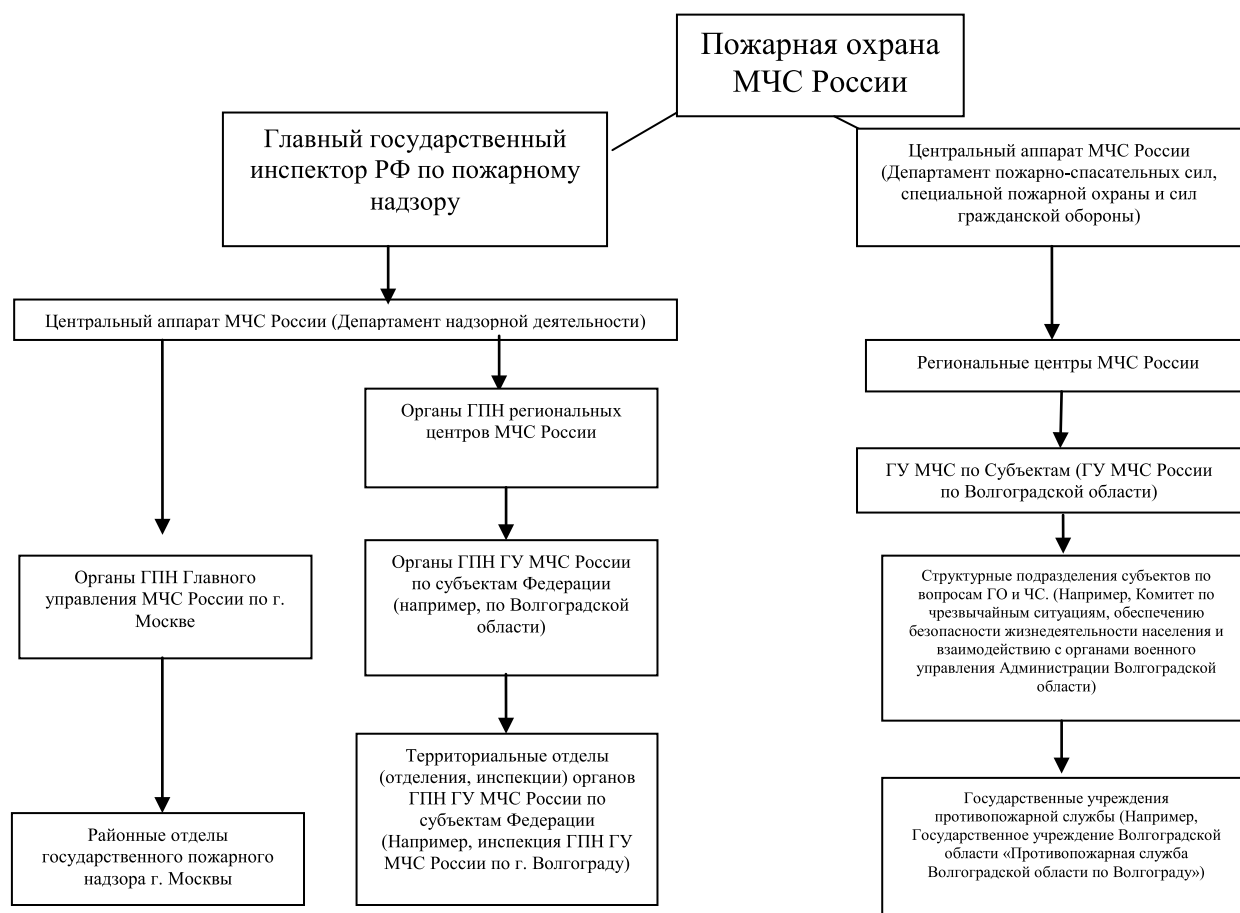 Пожарная охрана
МЧС России
Главный государственный
инспектор РФ по пожарному
надзору
Центральный аппарат МЧС России
(Департамент пожарно-спасательных сил,
специальной пожарной охраны и сил
гражданской обороны)
Центральный аппарат МЧС России (Департамент надзорной деятельности)
Региональные центры МЧС России
Органы ГПН региональных
центров МЧС России
ГУ МЧС по Субъектам (ГУ МЧС России
по Волгоградской области)
Органы ГПН Главного
управления МЧС России по г.
Москве
Органы ГПН ГУ МЧС России
по субъектам Федерации
(например, по Волгоградской
области)
Структурные подразделения субъектов по
вопросам ГО и ЧС. (Например, Комитет по
чрезвычайным ситуациям, обеспечению
безопасности жизнедеятельности населения и
взаимодействию с органами военного
управления Администрации Волгоградской
области)
Районные отделы
государственного пожарного
надзора г. Москвы
Территориальные отделы
(отделения, инспекции) органов
ГПН ГУ МЧС России по
субъектам Федерации
(Например, инспекция ГПН ГУ
МЧС России по г. Волгограду)
Государственные учреждения
противопожарной службы (Например,
Государственное учреждение Волгоградской
области «Противопожарная служба
Волгоградской области по Волгограду»)